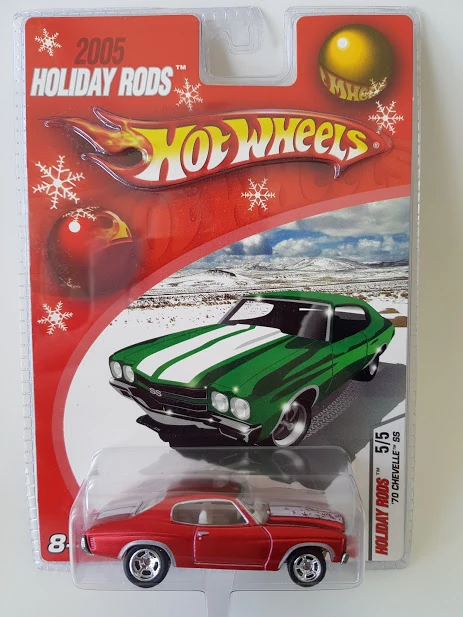 2005
HOLIDAY RODS™
HOT WHEELS®
SS
HOLIDAY RODS™ 5/5
'70 CHEVELLE™ SS